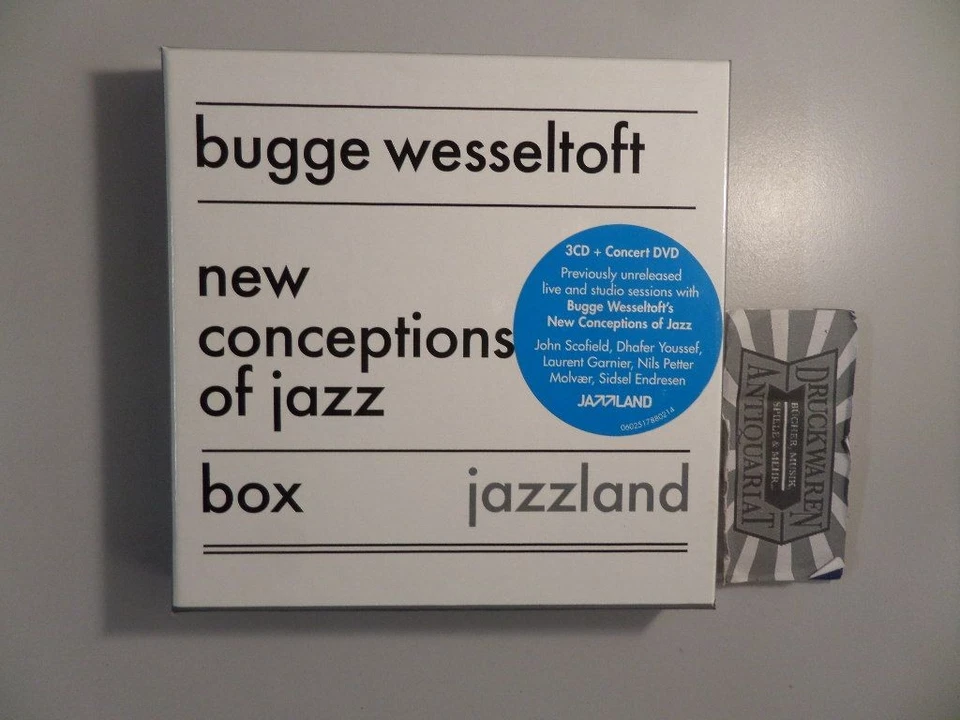 bugge wesseltoft
new
conceptions
of jazz
box
jazzland
3CD + Concert DVD
Previously unreleased
live and studio sessions with
Bugge Wesseltoft's
New Conceptions of Jazz
John Scofield, Dhafer Youssef,
Laurent Garnier, Nils Petter
Molvær, Sidsel Endresen
JAZZLAND
0602517880214
DRUCKWAREN
BÜCHER, MUSIK,
SPIELE & MEHR...
ANTIQUARIAT